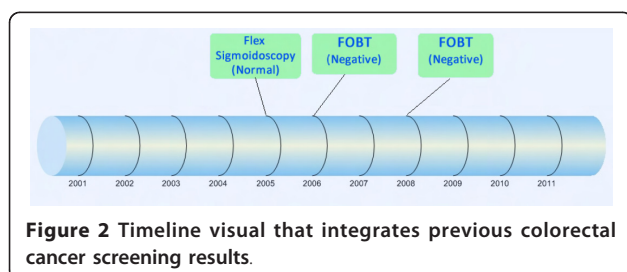 Flex
Sigmoidoscopy
(Normal)
FOBT
(Negative)
FOBT
(Negative)
2001 2002 2003 2004 2005 2006 2007 2008 2009 2010 2011
Figure 2 Timeline visual that integrates previous colorectal
cancer screening results.